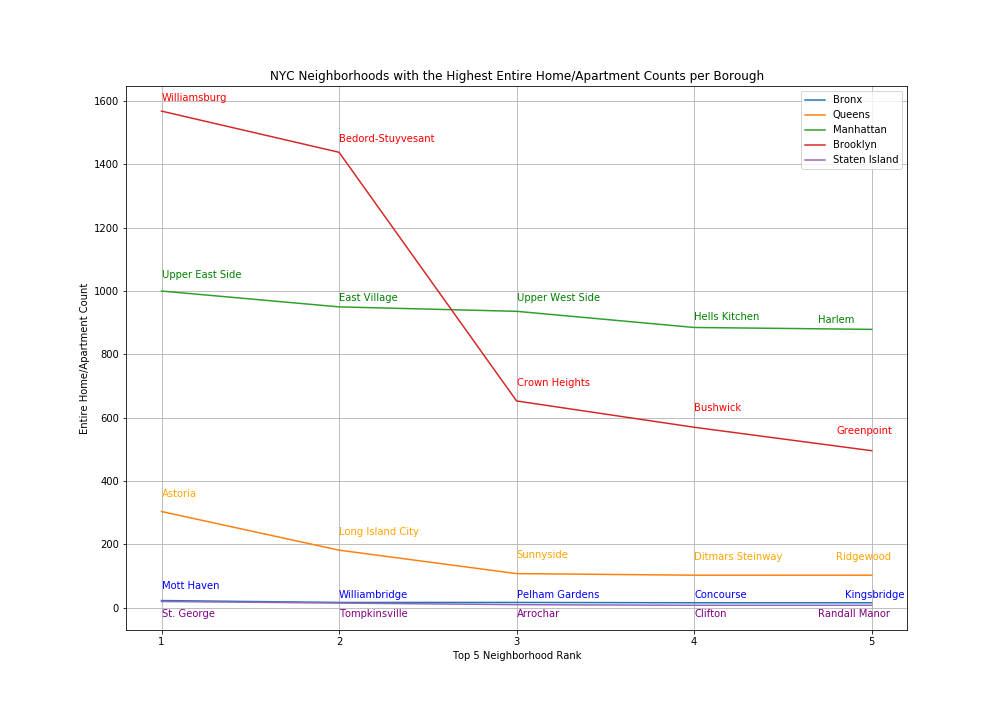 NYC Neighborhoods with the Highest Entire Home/Apartment Counts per Borough
Bronx
Queens
Manhattan
Brooklyn
Staten Island
Entire Home/Apartment Count
1600
1400
1200
1000
800
600
400
200
0
Williamsburg
Bedord-Stuyvesant
Crown Heights
Bushwick
Greenpoint
Upper East Side
East Village
Upper West Side
Hells Kitchen
Harlem
Astoria
Long Island City
Sunnyside
Ditmars Steinway
Ridgewood
Mott Haven
Williambridge
Pelham Gardens
Concourse
Kingsbridge
St. George
Tompkinsville
Arrochar
Clifton
Randall Manor
1 2 3 4 5
Top 5 Neighborhood Rank